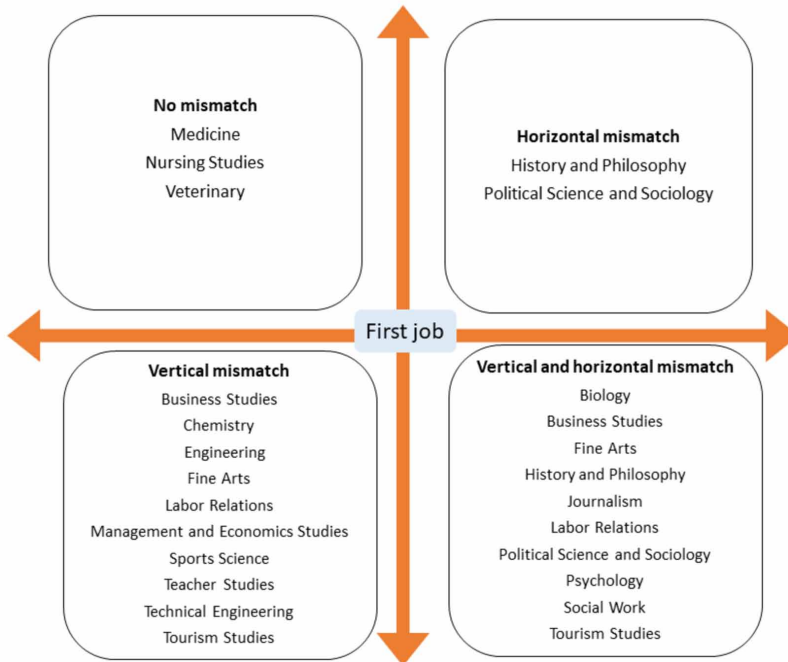 No mismatch
Medicine
Nursing Studies
Veterinary
Horizontal mismatch
History and Philosophy
Political Science and Sociology
First job
Vertical mismatch
Business Studies
Chemistry
Engineering
Fine Arts
Labor Relations
Management and Economics Studies
Sports Science
Teacher Studies
Technical Engineering
Tourism Studies
Vertical and horizontal mismatch
Biology
Business Studies
Fine Arts
History and Philosophy
Journalism
Labor Relations
Political Science and Sociology
Psychology
Social Work
Tourism Studies